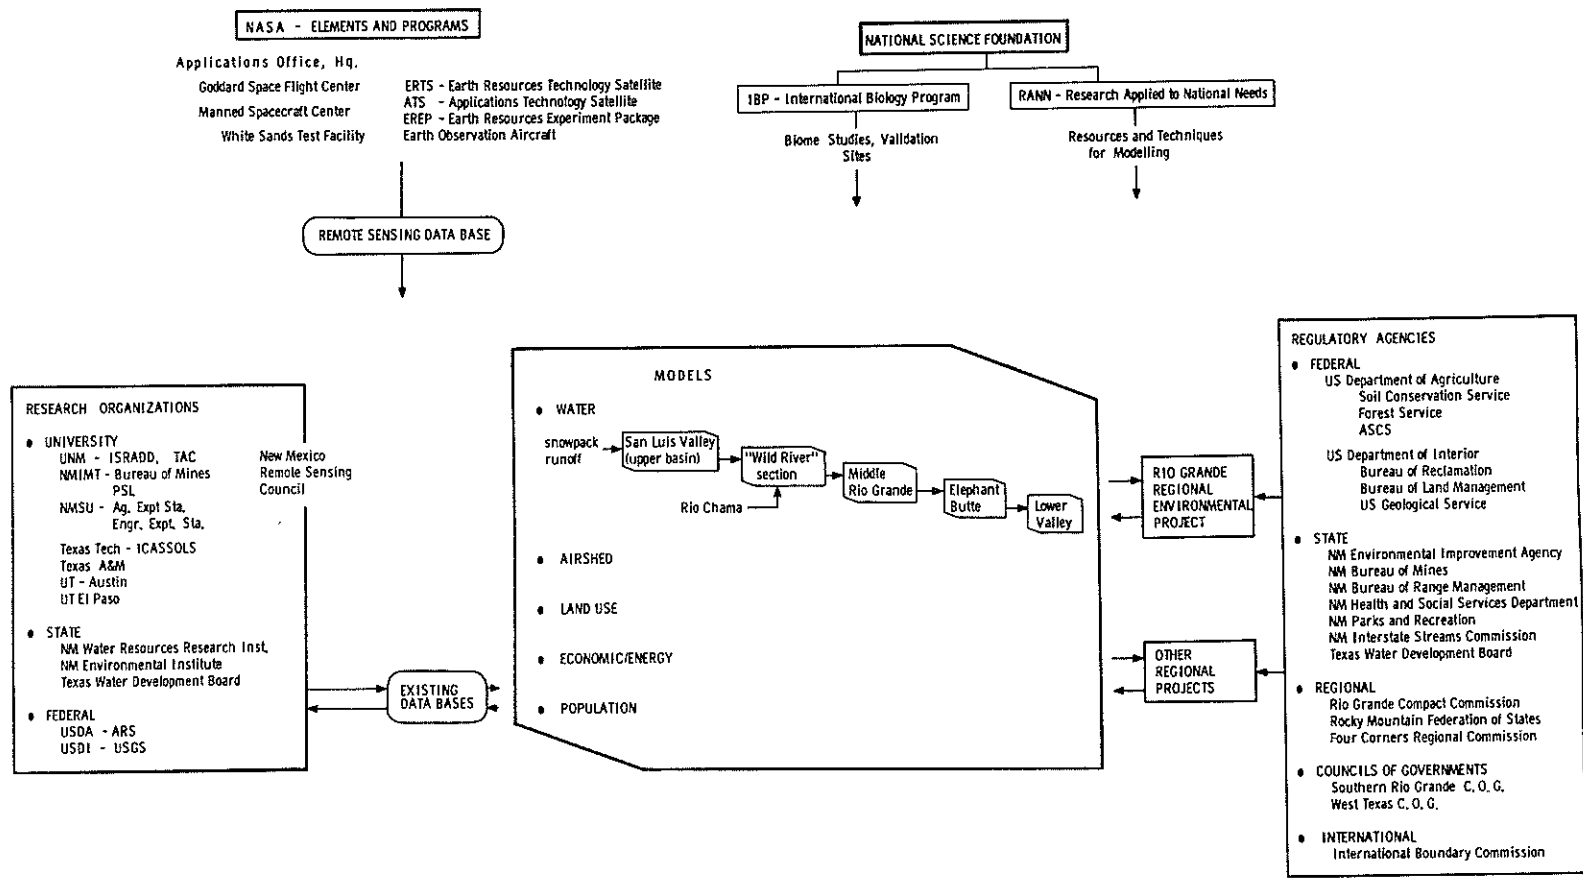 NASA - ELEMENTS AND PROGRAMS
Applications Office, Hq.
Goddard Space Flight Center
Manned Spacecraft Center
White Sands Test Facility
ERTS - Earth Resources Technology Satellite
ATS - Applications Technology Satellite
EREP - Earth Resources Experiment Package
Earth Observation Aircraft
REMOTE SENSING DATA BASE
NATIONAL SCIENCE FOUNDATION
IBP - International Biology Program
RANN - Research Applied to National Needs
Biome Studies, Validation
Sites
Resources and Techniques
for Modelling
RESEARCH ORGANIZATIONS
• UNIVERSITY
UNM - ISRADD, TAC
NMIMT - Bureau of Mines
PSL
NMSU - Ag. Expt Sta.
Engr. Expt. Sta.
New Mexico
Remote Sensing
Council
Texas Tech - ICASSOLS
Texas A&M
UT - Austin
UT El Paso
• STATE
NM Water Resources Research Inst.
NM Environmental Institute
Texas Water Development Board
• FEDERAL
USDA - ARS
USDI - USGS
EXISTING
DATA BASES
MODELS
• WATER
snowpack
runoff
San Luis Valley
(upper basin)
"Wild River"
section
Rio Chama
Middle
Rio Grande
Elephant
Butte
Lower
Valley
• AIRSHED
• LAND USE
• ECONOMIC/ENERGY
• POPULATION
RIO GRANDE
REGIONAL
ENVIRONMENTAL
PROJECT
OTHER
REGIONAL
PROJECTS
REGULATORY AGENCIES
• FEDERAL
US Department of Agriculture
Soil Conservation Service
Forest Service
ASCS
US Department of Interior
Bureau of Reclamation
Bureau of Land Management
US Geological Service
• STATE
NM Environmental Improvement Agency
NM Bureau of Mines
NM Bureau of Range Management
NM Health and Social Services Department
NM Parks and Recreation
NM Interstate Streams Commission
Texas Water Development Board
• REGIONAL
Rio Grande Compact Commission
Rocky Mountain Federation of States
Four Corners Regional Commission
• COUNCILS OF GOVERNMENTS
Southern Rio Grande C. O. G.
West Texas C. O. G.
• INTERNATIONAL
International Boundary Commission